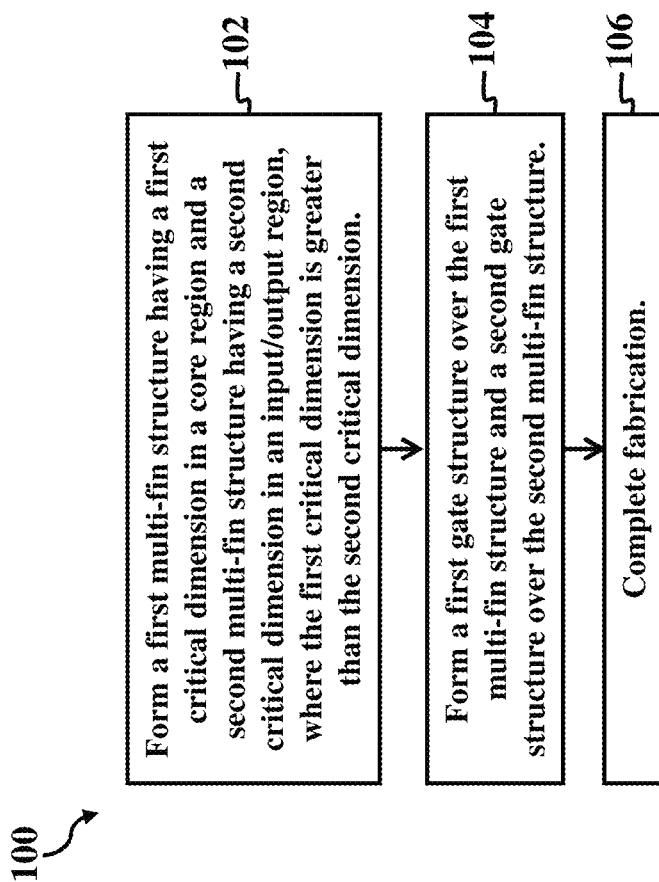 100
Form a first multi-fin structure having a first
critical dimension in a core region and a
second multi-fin structure having a second
critical dimension in an input/output region,
where the first critical dimension is greater
than the second critical dimension.
102
Form a first gate structure over the first
multi-fin structure and a second gate
structure over the second multi-fin structure.
104
Complete fabrication.
106